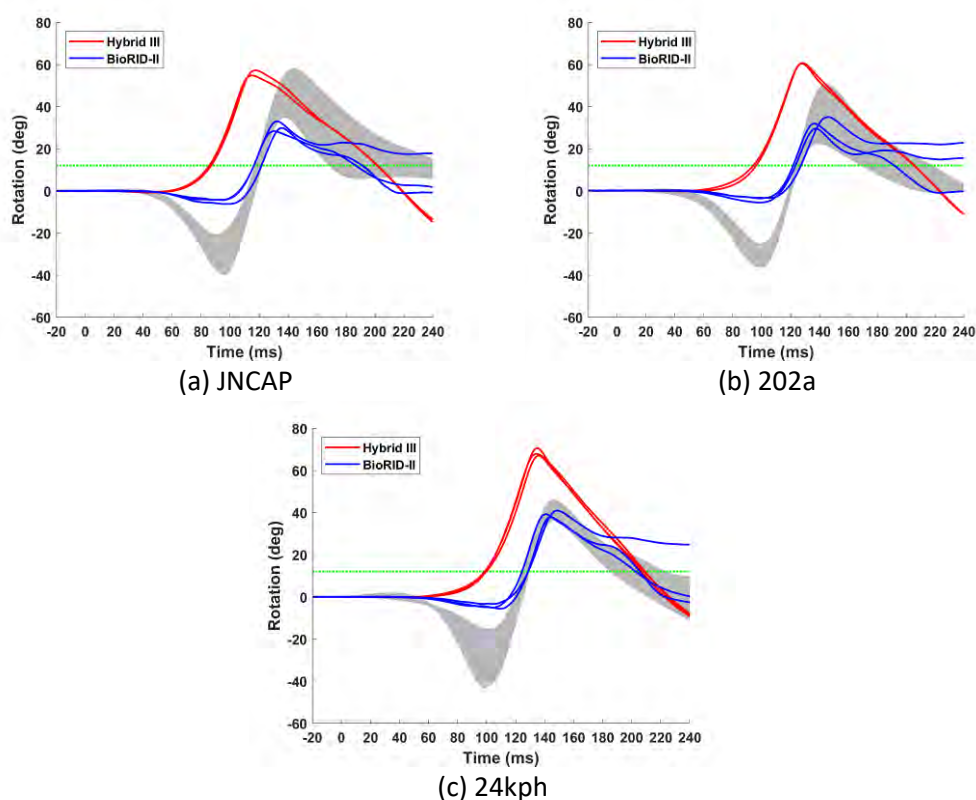 80
60
40
20
0
-20
-40
-60
Rotation (deg)
Hybrid III
BioRID-II
-20 0 20 40 60 80 100 120 140 160 180 200 220 240
Time (ms)
(a) JNCAP
80
60
40
20
0
-20
-40
-60
Rotation (deg)
Hybrid III
BioRID-II
-20 0 20 40 60 80 100 120 140 160 180 200 220 240
Time (ms)
(b) 202a
80
60
40
20
0
-20
-40
-60
Rotation (deg)
Hybrid III
BioRID-II
-20 0 20 40 60 80 100 120 140 160 180 200 220 240
Time (ms)
(c) 24kph